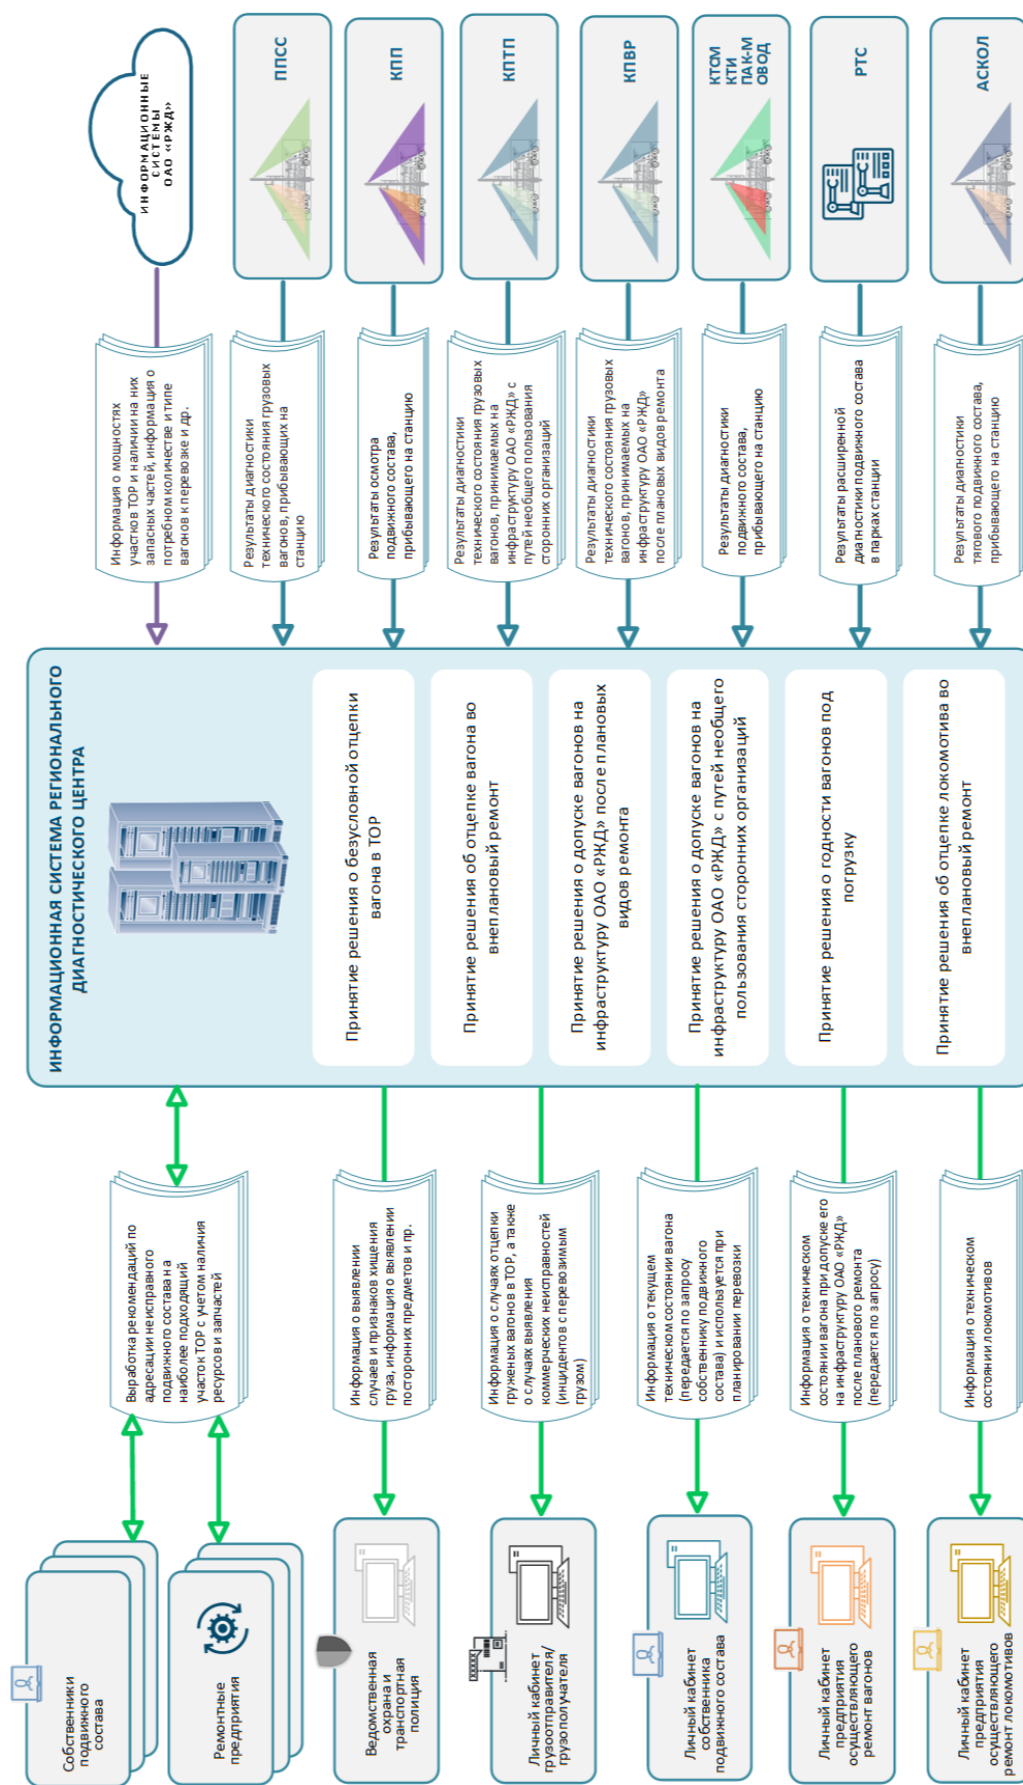 ИНФОРМАЦИОННЫЕ
СИСТЕМЫ
ОАО «РЖД»
ППСС
КПП
КПТП
КПВР
КТСМ
КТИ
ПАК-М
ОВОД
РТС
АСКОЛ
Информация о мощностях
участков ТОР и наличии на них
запасных частей, информация о
потребном количестве и типе
вагонов к перевозке и др.
Результаты диагностики
технического состояния грузовых
вагонов, прибывающих на
станцию
Результаты осмотра
подвижного состава,
прибывающего на станцию
Результаты диагностики
технического состояния грузовых
вагонов, принимаемых на
инфраструктуру ОАО «РЖД» с
путей необщего пользования
сторонних организаций
Результаты диагностики
технического состояния грузовых
вагонов, принимаемых на
инфраструктуру ОАО «РЖД»
после плановых видов ремонта
Результаты диагностики
подвижного состава,
прибывающего на станцию
Результаты расширенной
диагностики подвижного состава
в парках станции
Результаты диагностики
тягового подвижного состава,
прибывающего на станцию
ИНФОРМАЦИОННАЯ СИСТЕМА РЕГИОНАЛЬНОГО
ДИАГНОСТИЧЕСКОГО ЦЕНТРА
Принятие решения о безусловной отцепки
вагона в ТОР
Принятие решения об отцепке вагона во
внеплановый ремонт
Принятие решения о допуске вагонов на
инфраструктуру ОАО «РЖД» после плановых
видов ремонта
Принятие решения о допуске вагонов на
инфраструктуру ОАО «РЖД» с путей необщего
пользования сторонних организаций
Принятие решения о годности вагонов под
погрузку
Принятие решения об отцепке локомотива во
внеплановый ремонт
Выработка рекомендаций по
адресации неисправного
подвижного состава на
наиболее подходящий
участок ТОР с учетом наличия
ресурсов и запчастей
Информация о выявлении
случаев и признаков хищения
груза, информация о выявлении
посторонних предметов и пр.
Информация о случаях отцепки
груженых вагонов в ТОР, а также
о случаях выявления
коммерческих неисправностей
(инцидентов с перевозимым
грузом)
Информация о текущем
техническом состоянии вагона
(передается по запросу
собственнику подвижного
состава) и используется при
планировании перевозки
Информация о техническом
состоянии вагона при допуске его
на инфраструктуру ОАО «РЖД»
после планового ремонта
(передается по запросу)
Информация о техническом
состоянии локомотивов
Собственники
подвижного
состава
Ремонтные
предприятия
Ведомственная
охрана и
транспортная
полиция
Личный кабинет
грузоотправителя/
грузополучателя
Личный кабинет
собственника
подвижного состава
Личный кабинет
предприятия
осуществляющего
ремонт вагонов
Личный кабинет
предприятия
осуществляющего
ремонт локомотивов